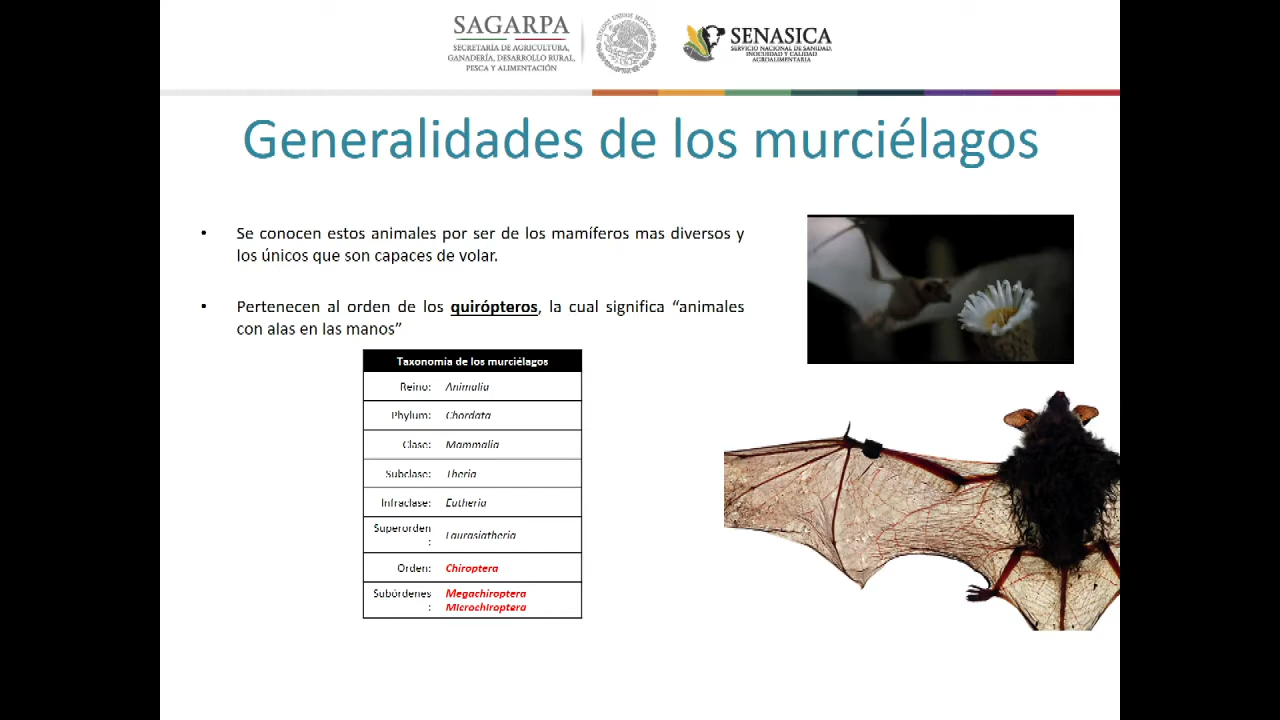 SAGARPA
SECRETARÍA DE AGRICULTURA,
GANADERÍA, DESARROLLO RURAL,
PESCA Y ALIMENTACIÓN
ESTADOS UNIDOS MEXICANOS
SENASICA
SERVICIO NACIONAL DE SANIDAD,
INOCUIDAD Y CALIDAD
AGROALIMENTARIA
Generalidades de los murciélagos
• Se conocen estos animales por ser de los mamíferos mas diversos y
los únicos que son capaces de volar.
• Pertenecen al orden de los quirópteros, la cual significa “animales
con alas en las manos”
Taxonomía de los murciélagos
Reino: Animalia
Phylum: Chordata
Clase: Mammalia
Subclase: Theria
Infraclase: Eutheria
Superorden
: Laurasiatheria
Orden: Chiroptera
Subórdenes Megachiroptera
: Microchiroptera